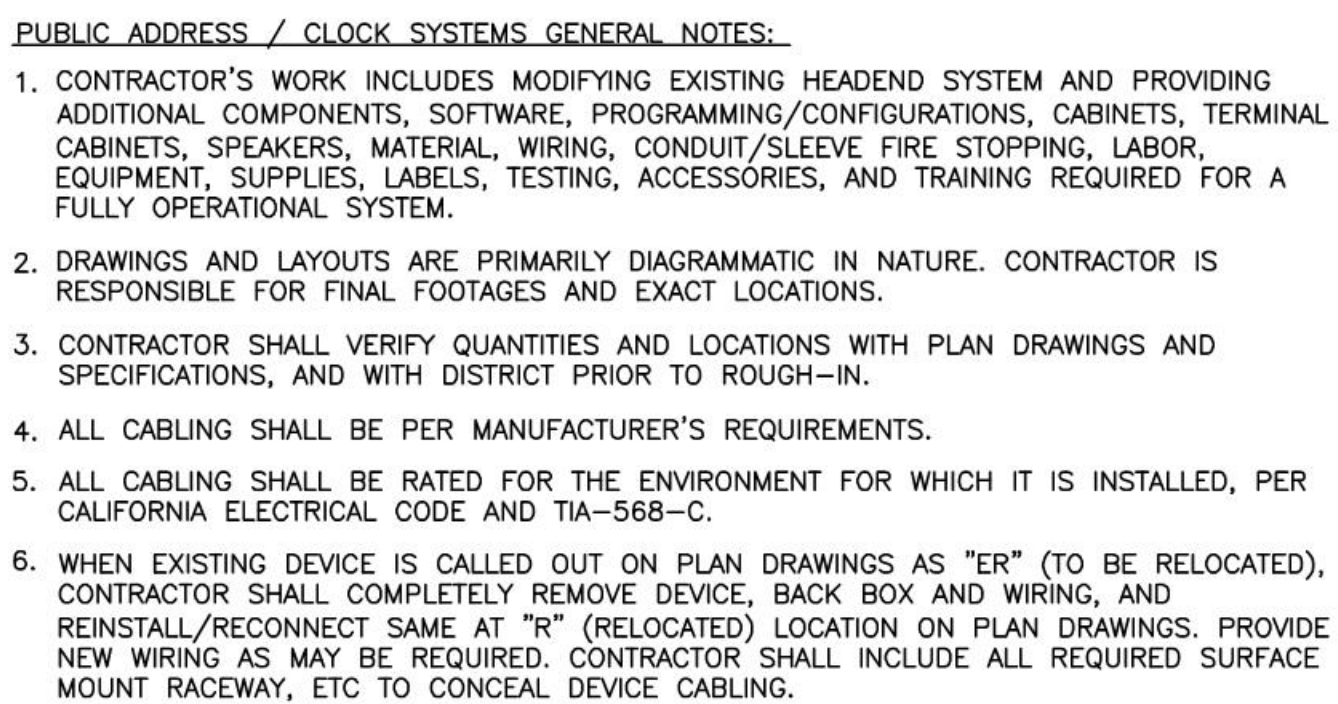 PUBLIC ADDRESS / CLOCK SYSTEMS GENERAL NOTES:
1. CONTRACTOR'S WORK INCLUDES MODIFYING EXISTING HEADEND SYSTEM AND PROVIDING
ADDITIONAL COMPONENTS, SOFTWARE, PROGRAMMING/CONFIGURATIONS, CABINETS, TERMINAL
CABINETS, SPEAKERS, MATERIAL, WIRING, CONDUIT/SLEEVE FIRE STOPPING, LABOR,
EQUIPMENT, SUPPLIES, LABELS, TESTING, ACCESSORIES, AND TRAINING REQUIRED FOR A
FULLY OPERATIONAL SYSTEM.
2. DRAWINGS AND LAYOUTS ARE PRIMARILY DIAGRAMMATIC IN NATURE. CONTRACTOR IS
RESPONSIBLE FOR FINAL FOOTAGES AND EXACT LOCATIONS.
3. CONTRACTOR SHALL VERIFY QUANTITIES AND LOCATIONS WITH PLAN DRAWINGS AND
SPECIFICATIONS, AND WITH DISTRICT PRIOR TO ROUGH–IN.
4. ALL CABLING SHALL BE PER MANUFACTURER'S REQUIREMENTS.
5. ALL CABLING SHALL BE RATED FOR THE ENVIRONMENT FOR WHICH IT IS INSTALLED, PER
CALIFORNIA ELECTRICAL CODE AND TIA–568–C.
6. WHEN EXISTING DEVICE IS CALLED OUT ON PLAN DRAWINGS AS "ER" (TO BE RELOCATED),
CONTRACTOR SHALL COMPLETELY REMOVE DEVICE, BACK BOX AND WIRING, AND
REINSTALL/RECONNECT SAME AT "R" (RELOCATED) LOCATION ON PLAN DRAWINGS. PROVIDE
NEW WIRING AS MAY BE REQUIRED. CONTRACTOR SHALL INCLUDE ALL REQUIRED SURFACE
MOUNT RACEWAY, ETC TO CONCEAL DEVICE CABLING.